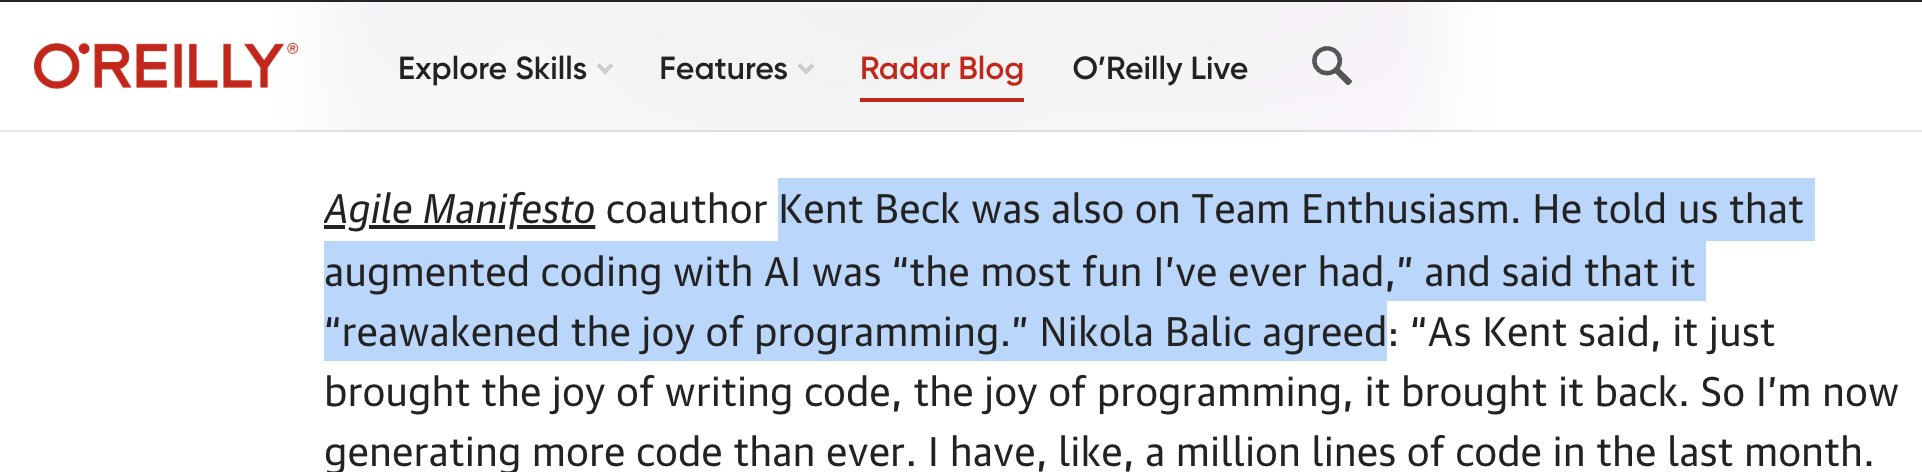 O'REILLY®
Explore Skills
Features
Radar Blog
O’Reilly Live
Agile Manifesto coauthor Kent Beck was also on Team Enthusiasm. He told us that
augmented coding with AI was “the most fun I’ve ever had,” and said that it
“reawakened the joy of programming.” Nikola Balic agreed: “As Kent said, it just
brought the joy of writing code, the joy of programming, it brought it back. So I’m now
generating more code than ever. I have, like, a million lines of code in the last month.